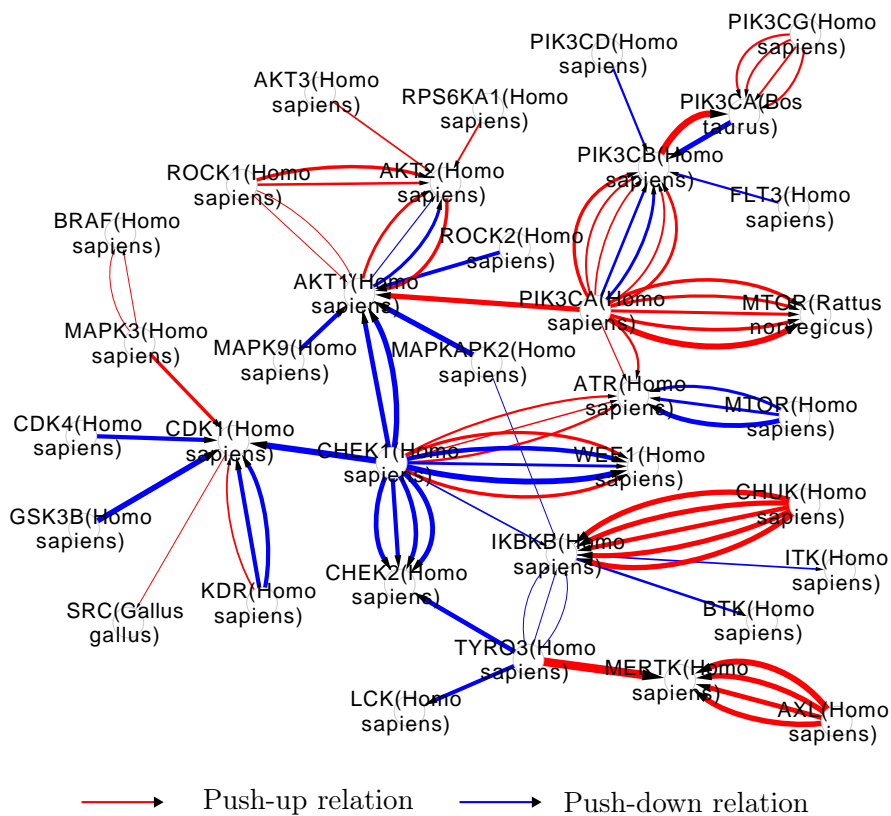 PIK3CG(Homo
sapiens)
PIK3CD(Homo
sapiens)
AKT3(Homo
sapiens)
RPS6KA1(Homo
sapiens)
PIK3CA(Bos
taurus)
ROCK1(Homo
sapiens)
AKT2(Homo
sapiens)
PIK3CB(Homo
sapiens)
FLT3(Homo
sapiens)
BRAF(Homo
sapiens)
ROCK2(Homo
sapiens)
AKT1(Homo
sapiens)
PIK3CA(Homo
sapiens)
MTOR(Rattus
norvegicus)
MAPK3(Homo
sapiens)
MAPK9(Homo
sapiens)
MAPKAPK2(Homo
sapiens)
ATR(Homo
sapiens)
MTOR(Homo
sapiens)
CDK4(Homo
sapiens)
CDK1(Homo
sapiens)
CHEK1(Homo
sapiens)
WEE1(Homo
sapiens)
CHUK(Homo
sapiens)
GSK3B(Homo
sapiens)
IKBKB(Homo
sapiens)
ITK(Homo
sapiens)
CHEK2(Homo
sapiens)
KDR(Homo
sapiens)
SRC(Gallus
gallus)
BTK(Homo
sapiens)
TYRO3(Homo
sapiens)
MERTK(Homo
sapiens)
LCK(Homo
sapiens)
AXL(Homo
sapiens)
Push-up relation
Push-down relation